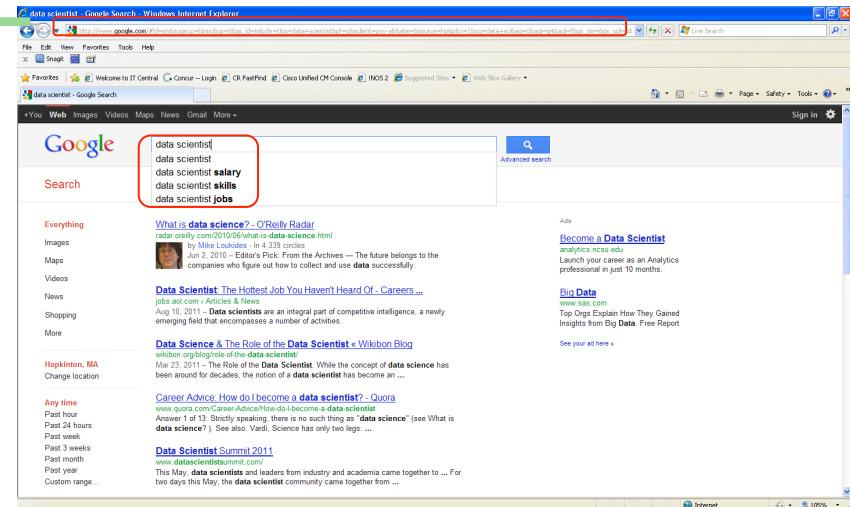 data scientist - Google Search - Windows Internet Explorer
File Edit View Favorites Tools Help
Live Search
x Snagit
Favorites Welcome to IT Central Concur -- Login CR FastFind Cisco Unified CM Console INOS 2 Suggested Sites Web Slice Gallery
data scientist - Google Search
Page Safety Tools
+You Web Images Videos Maps News Gmail More
Sign in
Google
data scientist
Advanced search
data scientist
data scientist salary
data scientist skills
data scientist jobs
Search
Everything
Images
Maps
Videos
News
Shopping
More
Hopkinton, MA
Change location
Any time
Past hour
Past 24 hours
Past week
Past 3 weeks
Past month
Past year
Custom range...
What is data science? - O'Reilly Radar
radar.oreilly.com/2010/06/what-is-data-science.html
by Mike Loukides - In 4,339 circles
Jun 2, 2010 – Editor's Pick: From the Archives — The future belongs to the
companies who figure out how to collect and use data successfully.
Data Scientist: The Hottest Job You Haven't Heard Of - Careers ...
jobs.aol.com › Articles & News
Aug 10, 2011 – Data scientists are an integral part of competitive intelligence, a newly
emerging field that encompasses a number of activities.
Data Science & The Role of the Data Scientist « Wikibon Blog
wikibon.org/blog/role-of-the-data-scientist/
Mar 23, 2011 – The Role of the Data Scientist. While the concept of data science has
been around for decades, the notion of a data scientist has become an ...
Career Advice: How do I become a data scientist? - Quora
www.quora.com/Career-Advice/How-do-I-become-a-data-scientist
Answer 1 of 13: Strictly speaking, there is no such thing as "data science" (see What is
data science? ). See also: Vardi, Science has only two legs: ...
Data Scientist Summit 2011
www.datascientistsummit.com/
This May, data scientists and leaders from industry and academia came together to ... For
two days this May, the data scientist community came together from ...
Ads
Become a Data Scientist
analytics.ncsu.edu
Launch your career as an Analytics
professional in just 10 months.
Big Data
www.sas.com
Top Orgs Explain How They Gained
Insights from Big Data. Free Report
See your ad here »
Internet
105%